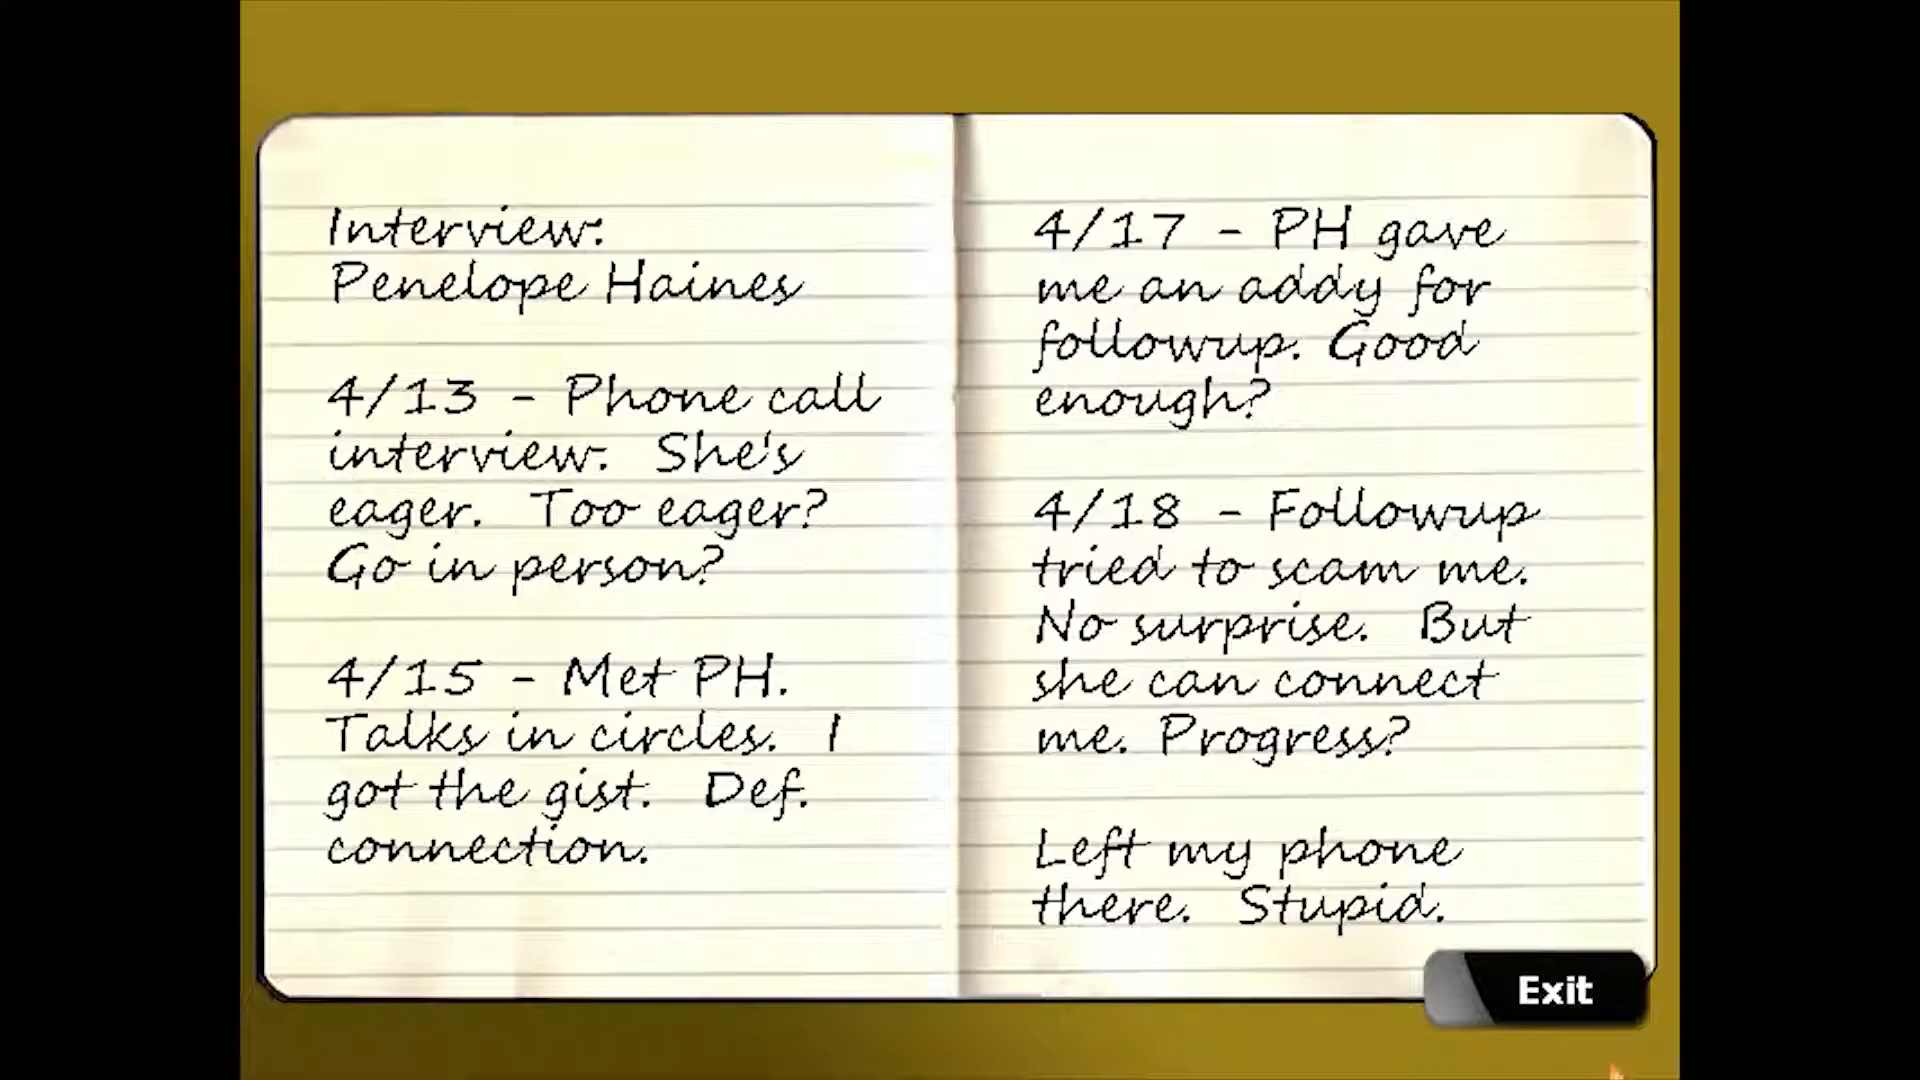 Interview:
Penelope Haines
4/13 - Phone call
interview. She's
eager. Too eager?
Go in person?
4/15 - Met PH.
Talks in circles. I
got the gist. Def.
connection.
4/17 - PH gave
me an addy for
followup. Good
enough?
4/18 - Followup
tried to scam me.
No surprise. But
she can connect
me. Progress?
Left my phone
there. Stupid.
Exit